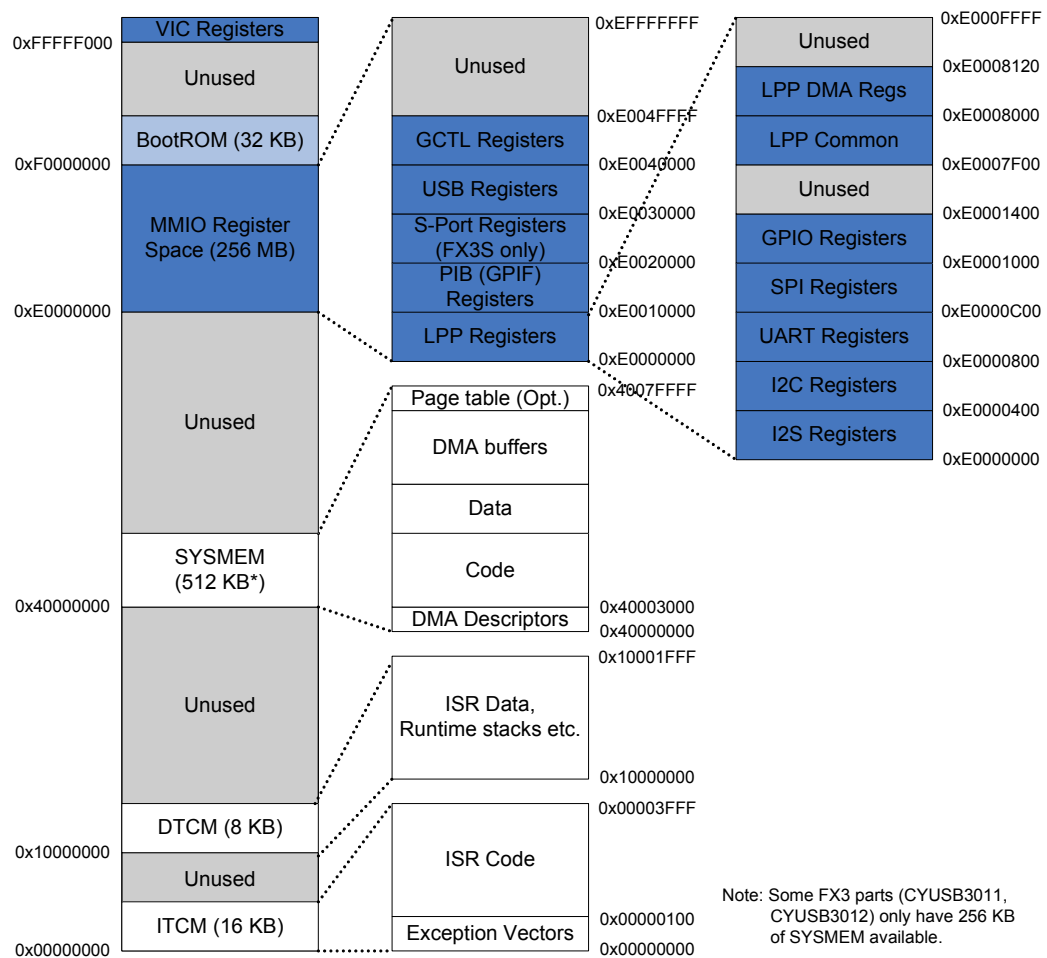 VIC Registers
0xFFFFF000
Unused
BootROM (32 KB)
0xF0000000
MMIO Register
Space (256 MB)
0xE0000000
Unused
SYSMEM
(512 KB*)
0x40000000
Unused
DTCM (8 KB)
0x10000000
Unused
ITCM (16 KB)
0x00000000
0xEFFFFFFF
Unused
0xE004FFFF
GCTL Registers
0xE0040000
USB Registers
0xE0030000
S-Port Registers
(FX3S only)
0xE0020000
PIB (GPIF)
Registers
0xE0010000
LPP Registers
0xE0000000
0x4007FFFF
Page table (Opt.)
DMA buffers
Data
Code
0x40003000
DMA Descriptors
0x40000000
0x10001FFF
ISR Data,
Runtime stacks etc.
0x10000000
0x00003FFF
ISR Code
0x00000100
Exception Vectors
0x00000000
0xE000FFFF
Unused
0xE0008120
LPP DMA Regs
0xE0008000
LPP Common
0xE0007F00
Unused
0xE0001400
GPIO Registers
0xE0001000
SPI Registers
0xE0000C00
UART Registers
0xE0000800
I2C Registers
0xE0000400
I2S Registers
0xE0000000
Note: Some FX3 parts (CYUSB3011,
CYUSB3012) only have 256 KB
of SYSMEM available.